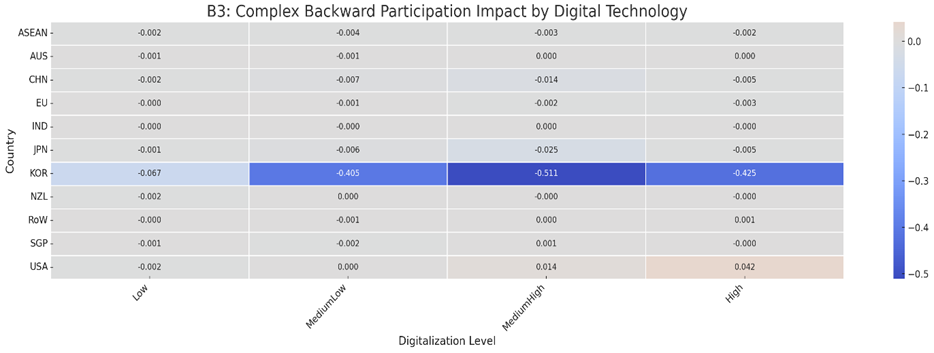 B3: Complex Backward Participation Impact by Digital Technology
ASEAN -0.002 -0.004 -0.003 -0.002
AUS -0.001 -0.001 0.000 0.000
CHN -0.002 -0.007 -0.014 -0.005
EU -0.000 -0.001 -0.002 -0.003
IND -0.000 -0.000 0.000 -0.000
JPN -0.001 -0.006 -0.025 -0.005
KOR -0.067 -0.405 -0.511 -0.425
NZL -0.002 0.000 -0.000 -0.000
RoW -0.000 -0.001 0.000 0.001
SGP -0.001 -0.002 0.001 -0.000
USA -0.002 0.000 0.014 0.042
Country
Low MediumLow MediumHigh High
Digitalization Level
0.0
−0.1
−0.2
−0.3
−0.4
−0.5